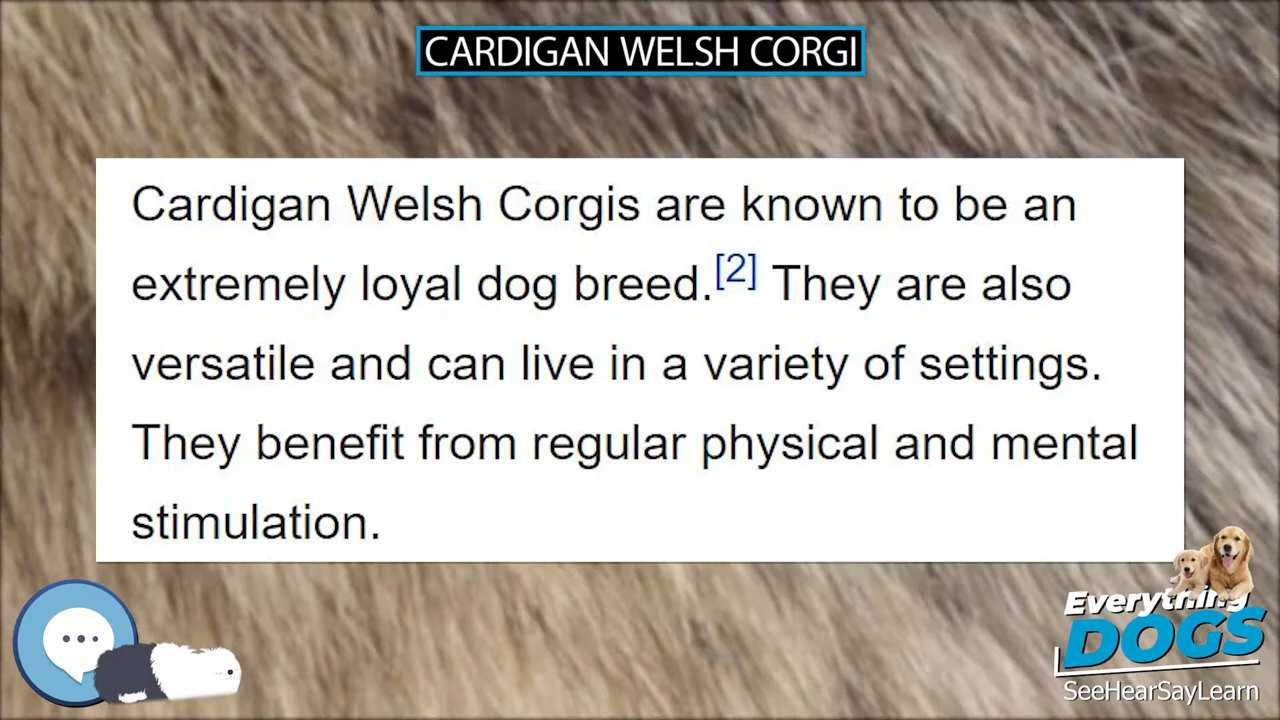 CARDIGAN WELSH CORGI
Cardigan Welsh Corgis are known to be an
extremely loyal dog breed.[2] They are also
versatile and can live in a variety of settings.
They benefit from regular physical and mental
stimulation.
Everything
DOGS
SeeHearSayLearn